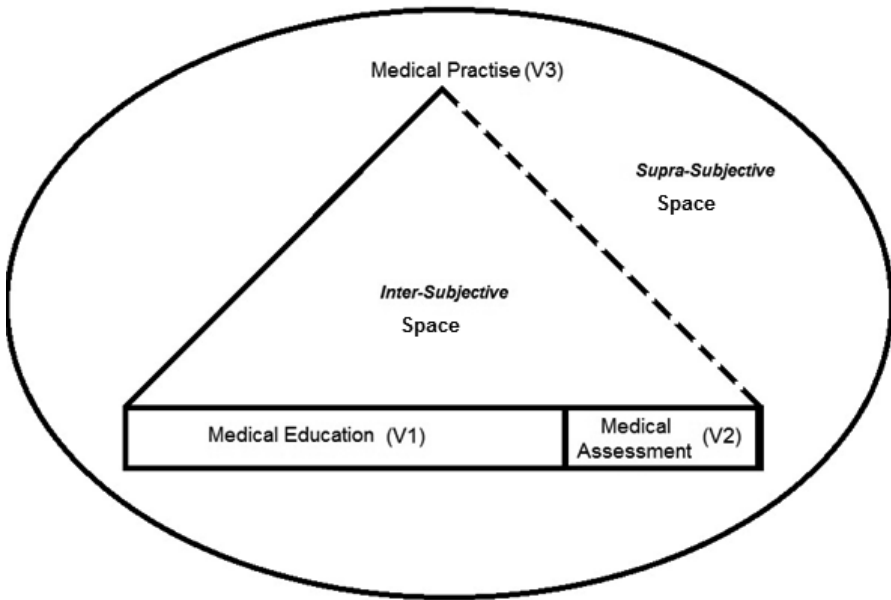 Medical Practise (V3)
Supra-Subjective
Space
Inter-Subjective
Space
Medical Education (V1)
Medical
Assessment (V2)